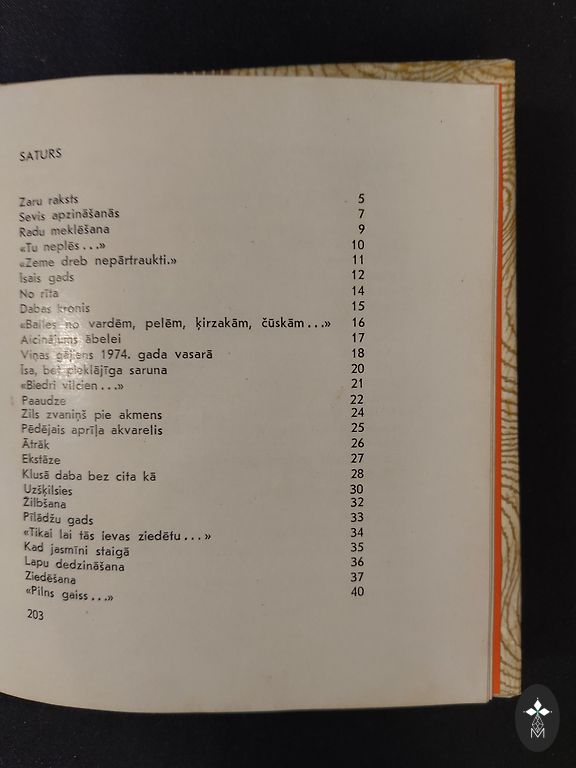 SATURS
Zaru raksts 5
Sevis apzināšanās 7
Radu meklēšana 9
«Tu neplēs...» 10
«Zeme dreb nepārtraukti.» 11
Īsais gads 12
No rīta 14
Dabas kronis 15
«Bailes no vardēm, pelēm, ķirzakām, čūskām...» 16
Aicinājums ābelei 17
Viņas gājiens 1974. gada vasarā 18
Īsa, bet pieklājīga saruna 20
«Biedri vilcien...» 21
Paaudze 22
Zils zvaniņš pie akmens 24
Pēdējais aprīļa akvarelis 25
Ātrāk 26
Ekstāze 27
Klusā daba bez cita kā 28
Uzšķilsies 30
Žilbšana 32
Pīlādžu gads 33
«Tikai lai tās ievas ziedētu...» 34
Kad jasmīni staigā 35
Lapu dedzināšana 36
Ziedēšana 37
«Pilns gaiss...» 40
203
M